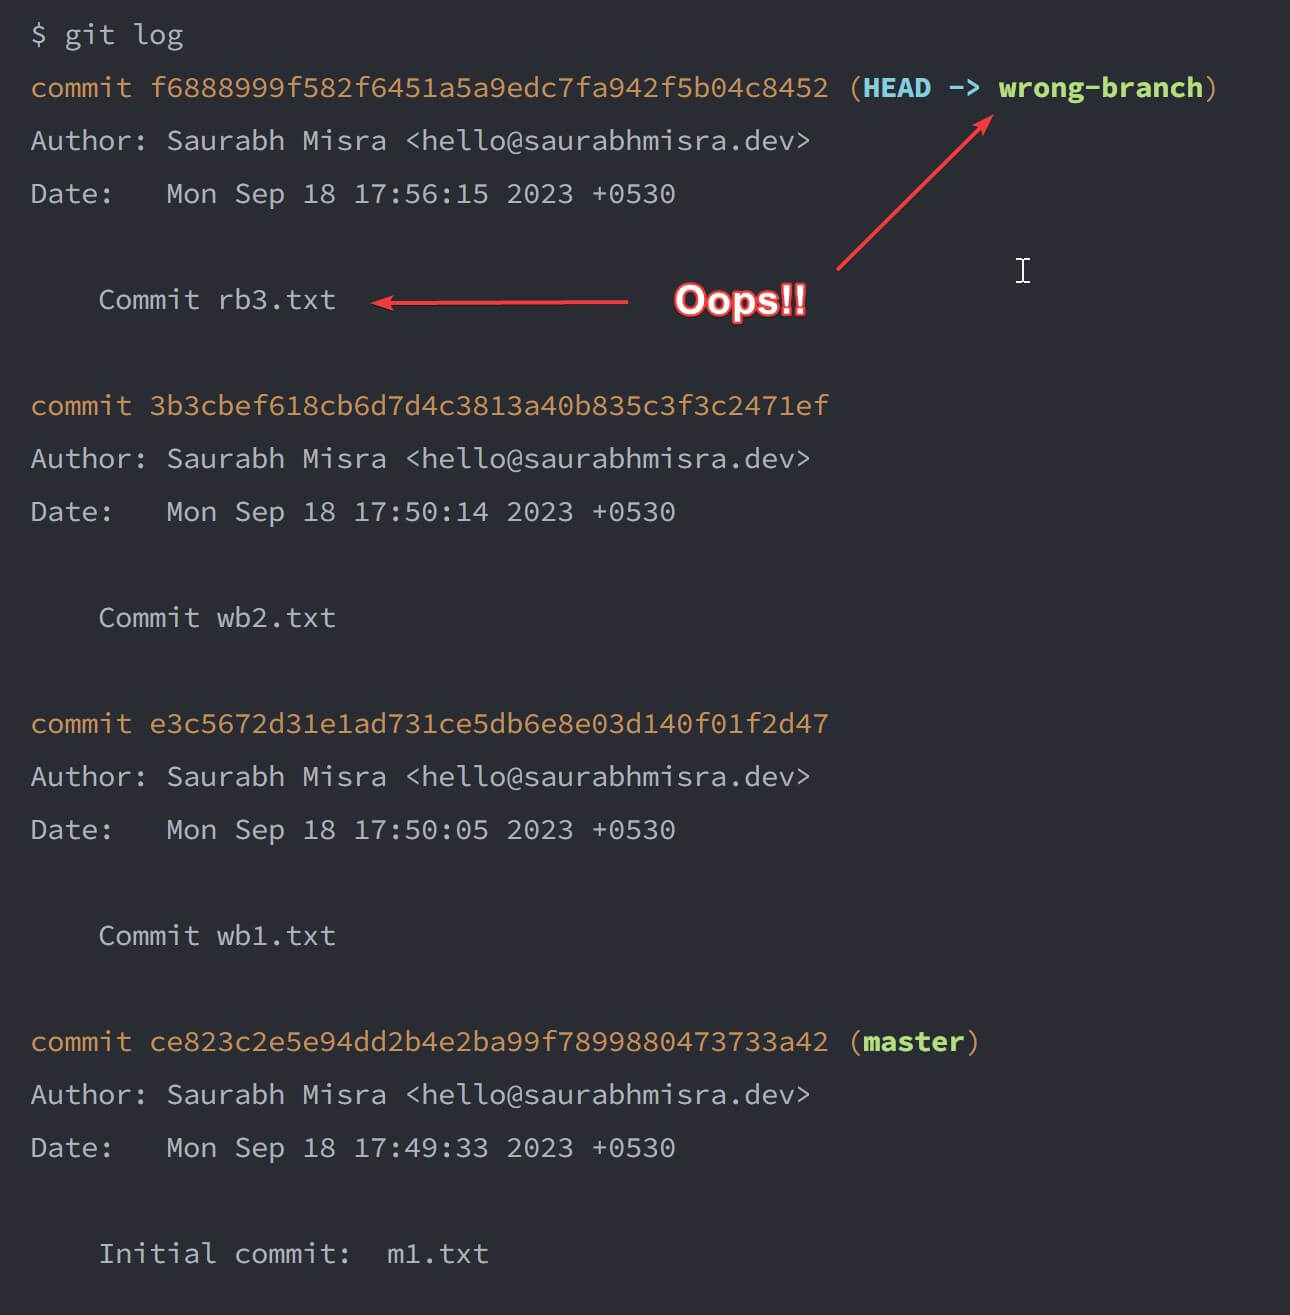 $ git log
commit f6888999f582f6451a5a9edc7fa942f5b04c8452 (HEAD -> wrong-branch)
Author: Saurabh Misra <hello@saurabhmisra.dev>
Date:   Mon Sep 18 17:56:15 2023 +0530
Commit rb3.txt
Oops!!
commit 3b3cbef618cb6d7d4c3813a40b835c3f3c2471ef
Author: Saurabh Misra <hello@saurabhmisra.dev>
Date:   Mon Sep 18 17:50:14 2023 +0530
Commit wb2.txt
commit e3c5672d31e1ad731ce5db6e8e03d140f01f2d47
Author: Saurabh Misra <hello@saurabhmisra.dev>
Date:   Mon Sep 18 17:50:05 2023 +0530
Commit wb1.txt
commit ce823c2e5e94dd2b4e2ba99f7899880473733a42 (master)
Author: Saurabh Misra <hello@saurabhmisra.dev>
Date:   Mon Sep 18 17:49:33 2023 +0530
Initial commit:  m1.txt